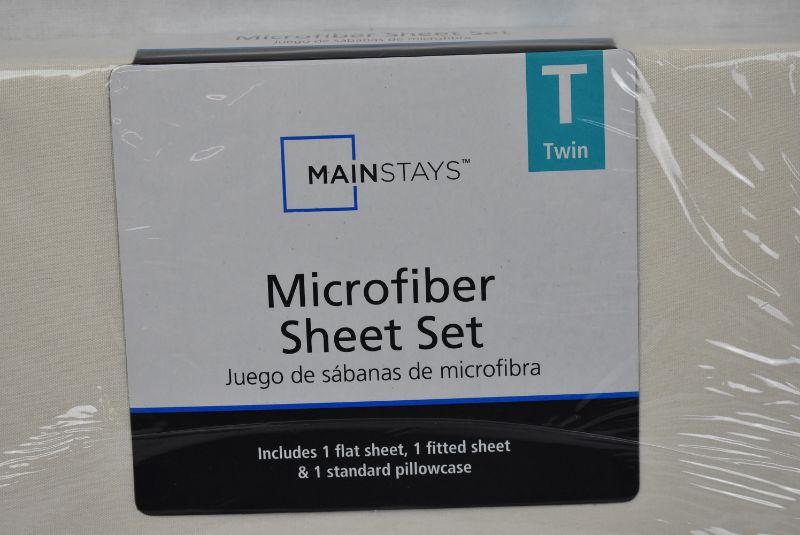 Microfiber Sheet Set
Juego de sábanas de microfibra
T
Twin
MAINSTAYS™
Microfiber
Sheet Set
Juego de sábanas de microfibra
Includes 1 flat sheet, 1 fitted sheet
& 1 standard pillowcase